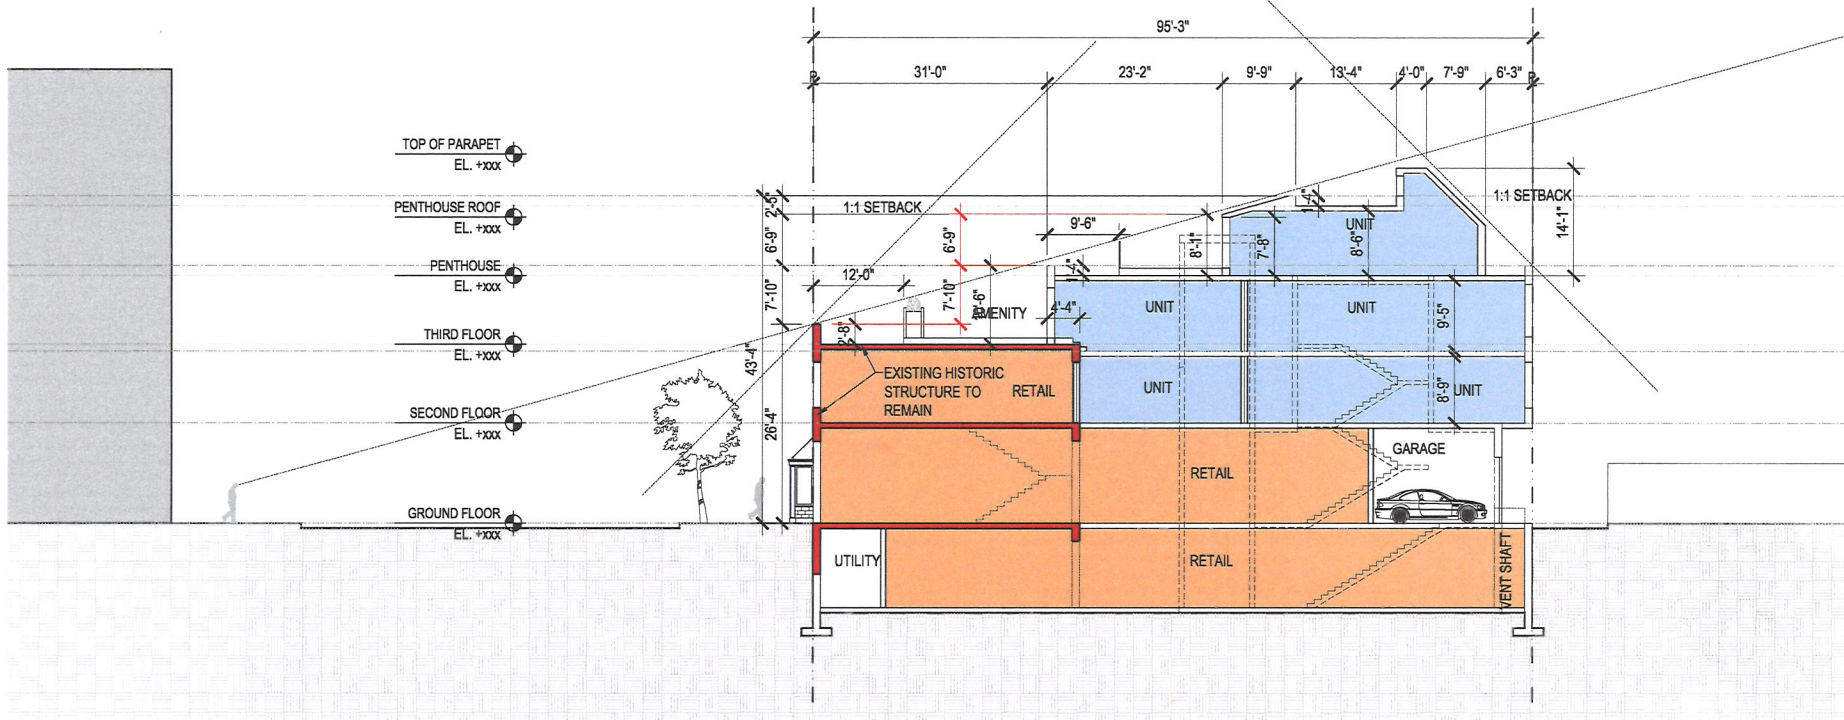 95'-3"
31'-0"
23'-2"
9'-9"
13'-4"
4'-0"
7'-9"
6'-3"
TOP OF PARAPET
EL. +xxx
PENTHOUSE ROOF
EL. +xxx
PENTHOUSE
EL. +xxx
THIRD FLOOR
EL. +xxx
SECOND FLOOR
EL. +xxx
GROUND FLOOR
EL. +xxx
2'-5"
6'-9"
7'-10"
43'-4"
26'-4"
1:1 SETBACK
12'-0"
6'-9"
7'-10"
2'-8"
AMENITY
9'-6"
4'-4"
8'-1"
7'-8"
1'-4"
UNIT
8'-6"
1:1 SETBACK
14'-1"
UNIT
UNIT
9'-5"
EXISTING HISTORIC
STRUCTURE TO
REMAIN
RETAIL
UNIT
8'-9"
UNIT
RETAIL
GARAGE
UTILITY
RETAIL
VENT SHAFT